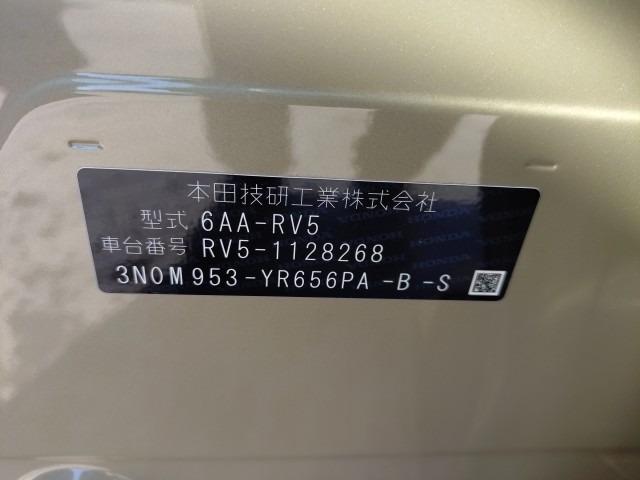 本田技研工業株式会社
型式 6AA-RV5
車台番号 RV5-1128268
3N0M953-YR656PA -B -S